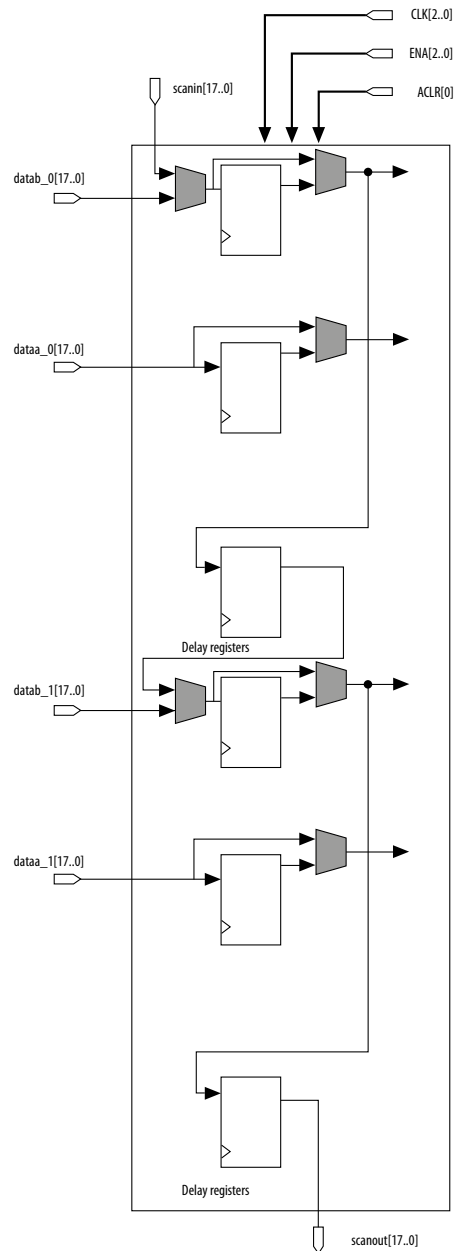 CLK[2..0]
ENA[2..0]
ACLR[0]
scanin[17..0]
datab_0[17..0]
dataa_0[17..0]
Delay registers
datab_1[17..0]
dataa_1[17..0]
Delay registers
scanout[17..0]